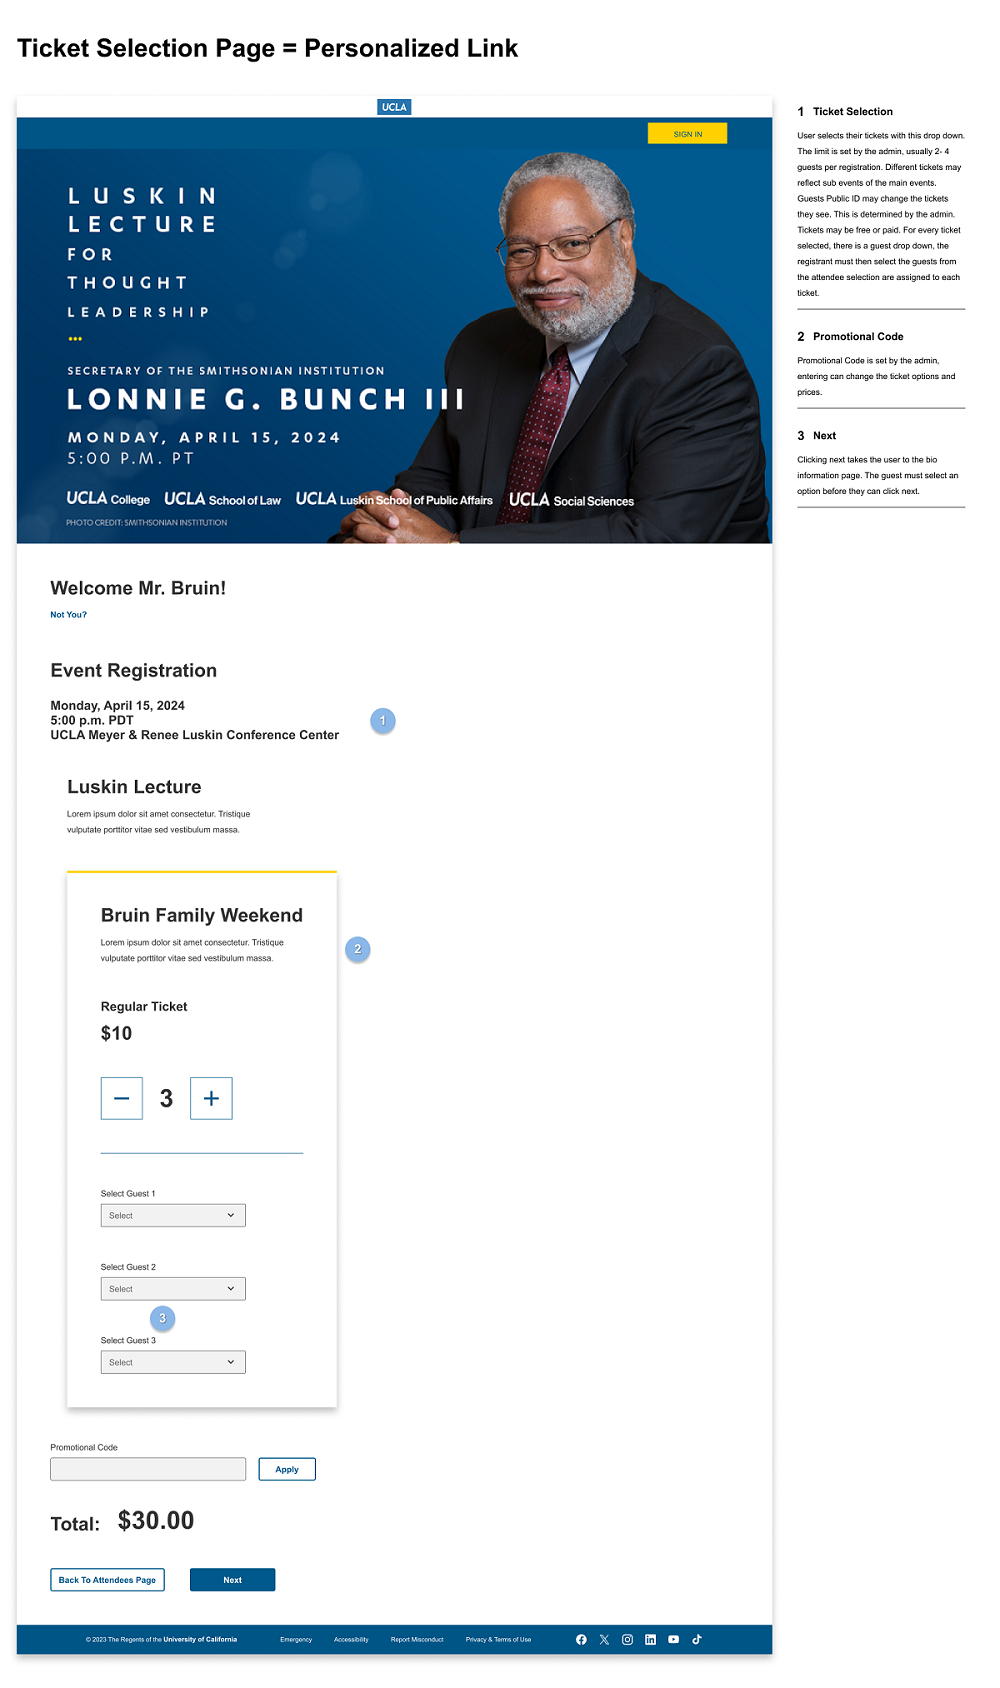 Ticket Selection Page = Personalized Link
UCLA
SIGN IN
LUSKIN
LECTURE
FOR
THOUGHT
LEADERSHIP
SECRETARY OF THE SMITHSONIAN INSTITUTION
LONNIE G. BUNCH III
MONDAY, APRIL 15, 2024
5:00 P.M. PT
UCLA College UCLA School of Law UCLA Luskin School of Public Affairs UCLA Social Sciences
PHOTO CREDIT: SMITHSONIAN INSTITUTION
Welcome Mr. Bruin!
Not You?
Event Registration
Monday, April 15, 2024
5:00 p.m. PDT
UCLA Meyer & Renee Luskin Conference Center
1
Luskin Lecture
Lorem ipsum dolor sit amet consectetur. Tristique
vulputate porttitor vitae sed vestibulum massa.
Bruin Family Weekend
Lorem ipsum dolor sit amet consectetur. Tristique
vulputate porttitor vitae sed vestibulum massa.
2
Regular Ticket
$10
− 3 +
Select Guest 1
Select
Select Guest 2
Select
3
Select Guest 3
Select
Promotional Code
Apply
Total: $30.00
Back To Attendees Page Next
© 2023 The Regents of the University of California Emergency Accessibility Report Misconduct Privacy & Terms of Use
1 Ticket Selection
User selects their tickets with this drop down.
The limit is set by the admin, usually 2- 4
guests per registration. Different tickets may
reflect sub events of the main events.
Guests Public ID may change the tickets
they see. This is determined by the admin.
Tickets may be free or paid. For every ticket
selected, there is a guest drop down, the
registrant must then select the guests from
the attendee selection are assigned to each
ticket.
2 Promotional Code
Promotional Code is set by the admin,
entering can change the ticket options and
prices.
3 Next
Clicking next takes the user to the bio
information page. The guest must select an
option before they can click next.